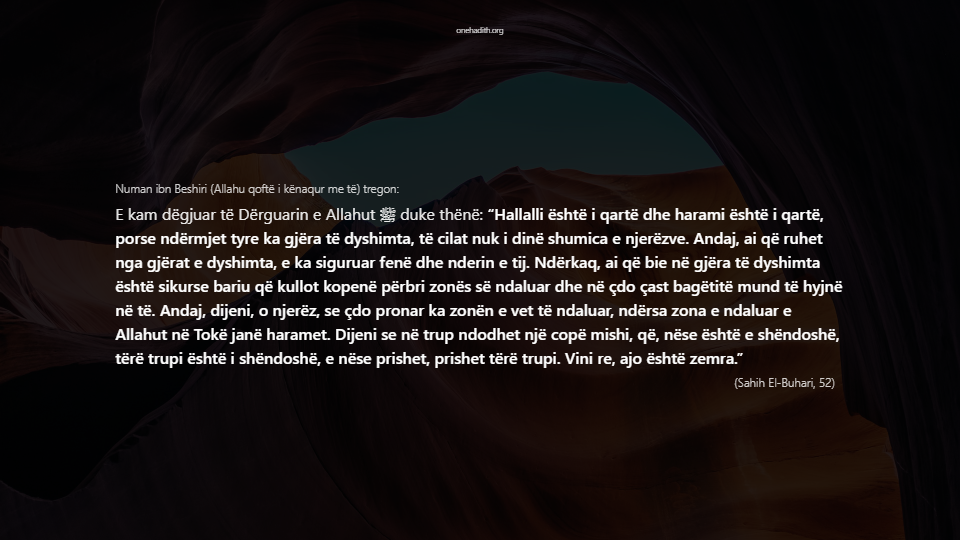 onehadith.org
Numan ibn Beshiri (Allahu qoftë i kënaqur me të) tregon:
E kam dëgjuar të Dërguarin e Allahut ﷺ duke thënë: “Hallalli është i qartë dhe harami është i qartë,
porse ndërmjet tyre ka gjëra të dyshimta, të cilat nuk i dinë shumica e njerëzve. Andaj, ai që ruhet
nga gjërat e dyshimta, e ka siguruar fenë dhe nderin e tij. Ndërkaq, ai që bie në gjëra të dyshimta
është sikurse bariu që kullot kopenë përbri zonës së ndaluar dhe në çdo çast bagëtitë mund të hyjnë
në të. Andaj, dijeni, o njerëz, se çdo pronar ka zonën e vet të ndaluar, ndërsa zona e ndaluar e
Allahut në Tokë janë haramet. Dijeni se në trup ndodhet një copë mishi, që, nëse është e shëndoshë,
tërë trupi është i shëndoshë, e nëse prishet, prishet tërë trupi. Vini re, ajo është zemra.”
(Sahih El-Buhari, 52)